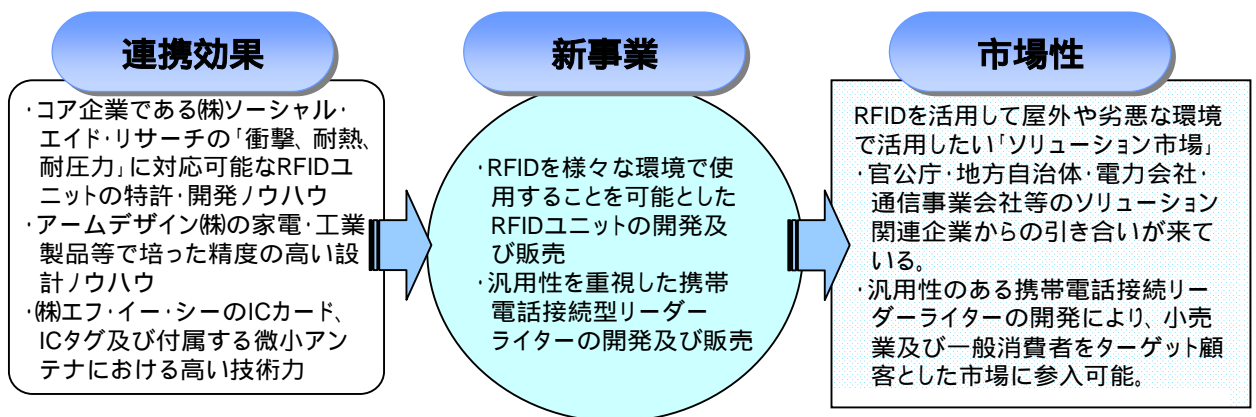 連携効果
・コア企業である㈱ソーシャル・
エイド・リサーチの「衝撃、耐熱、
耐圧力」に対応可能なRFIDユ
ニットの特許・開発ノウハウ
・アームデザイン㈱の家電・工業
製品等で培った精度の高い設
計ノウハウ
・㈱エフ・イー・シーのICカード、
ICタグ及び付属する微小アン
テナにおける高い技術力
新事業
・RFIDを様々な環境で使
用することを可能とした
RFIDユニットの開発及
び販売
・汎用性を重視した携帯
電話接続型リーダー
ライターの開発及び販売
市場性
RFIDを活用して屋外や劣悪な環境
で活用したい「ソリューション市場」
・官公庁・地方自治体・電力会社・
通信事業会社等のソリューション
関連企業からの引き合いが来て
いる。
・汎用性のある携帯電話接続リー
ダーライターの開発により、小売
業及び一般消費者をターゲット顧
客とした市場に参入可能。